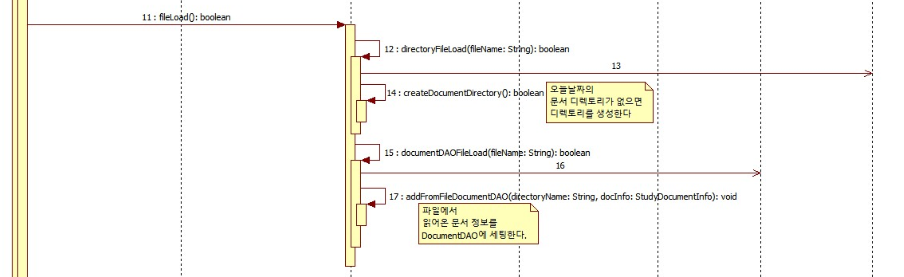 11 : fileLoad(): boolean
12 : directoryFileLoad(fileName: String): boolean
13
14 : createDocumentDirectory(): boolean
오늘날짜의
문서 디렉토리가 없으면
디렉토리를 생성한다
15 : documentDAOFileLoad(fileName: String): boolean
16
17 : addFromFileDocumentDAO(directoryName: String, docInfo: StudyDocumentInfo): void
파일에서
읽어온 문서 정보를
DocumentDAO에 세팅한다.